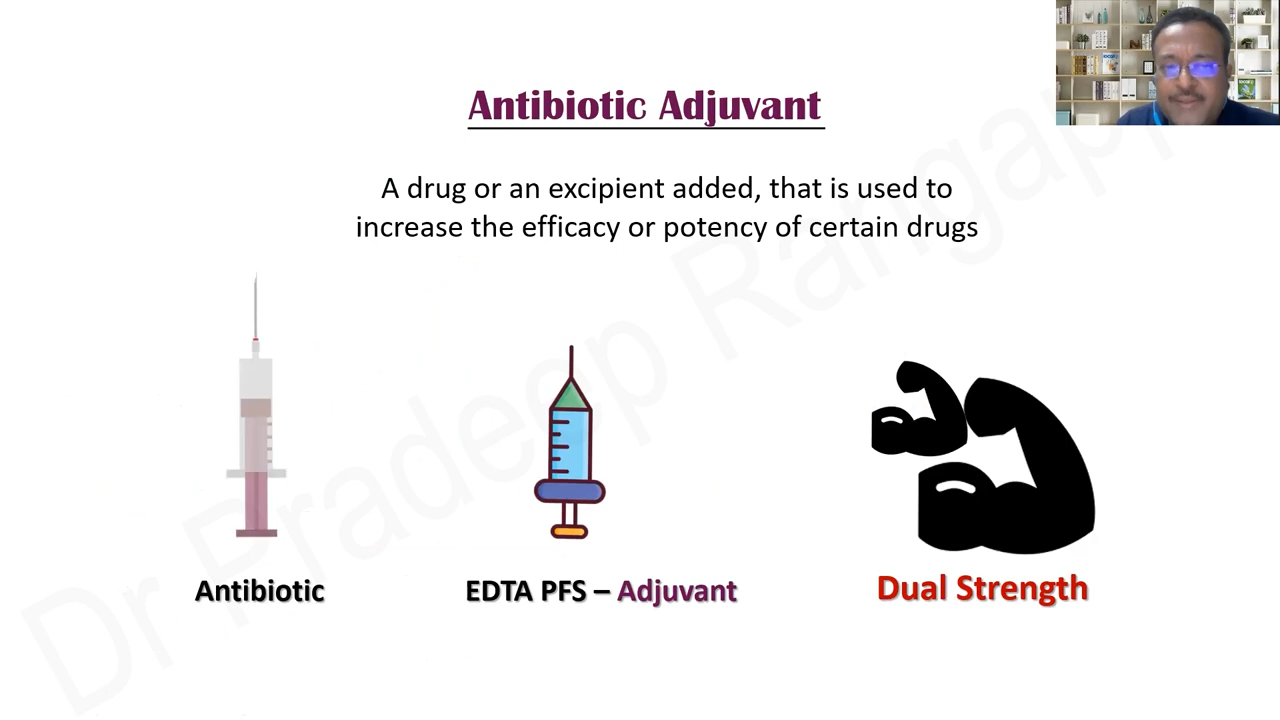 Antibiotic Adjuvant
A drug or an excipient added, that is used to
increase the efficacy or potency of certain drugs
Antibiotic
EDTA PFS – Adjuvant
Dual Strength
Dr Pradeep